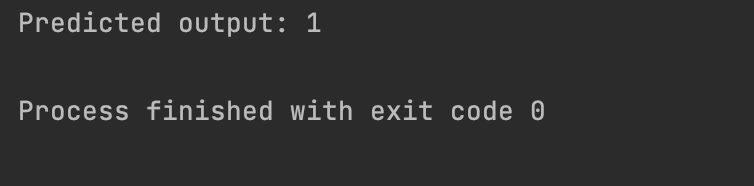 Predicted output: 1
Process finished with exit code 0